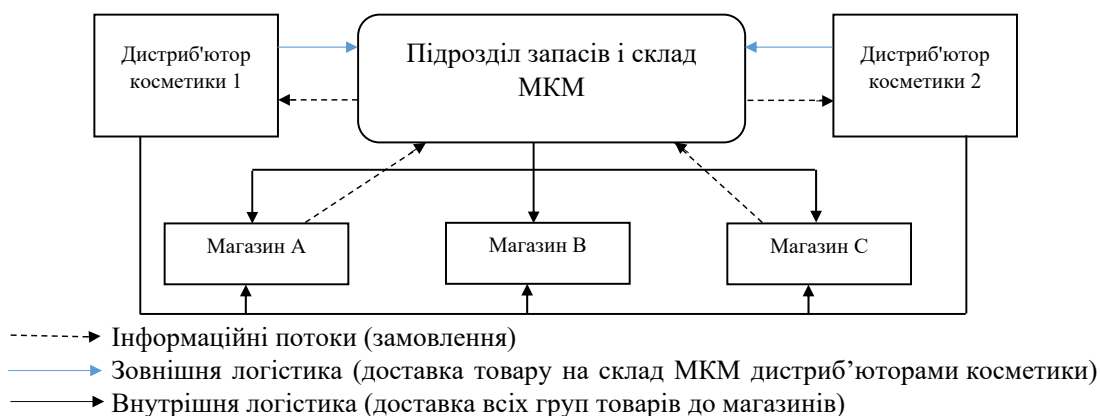 Дистриб'ютор
косметики 1
Підрозділ запасів і склад
МКМ
Дистриб'ютор
косметики 2
Магазин А
Магазин В
Магазин С
Інформаційні потоки (замовлення)
Зовнішня логістика (доставка товару на склад МКМ дистриб’юторами косметики)
Внутрішня логістика (доставка всіх груп товарів до магазинів)